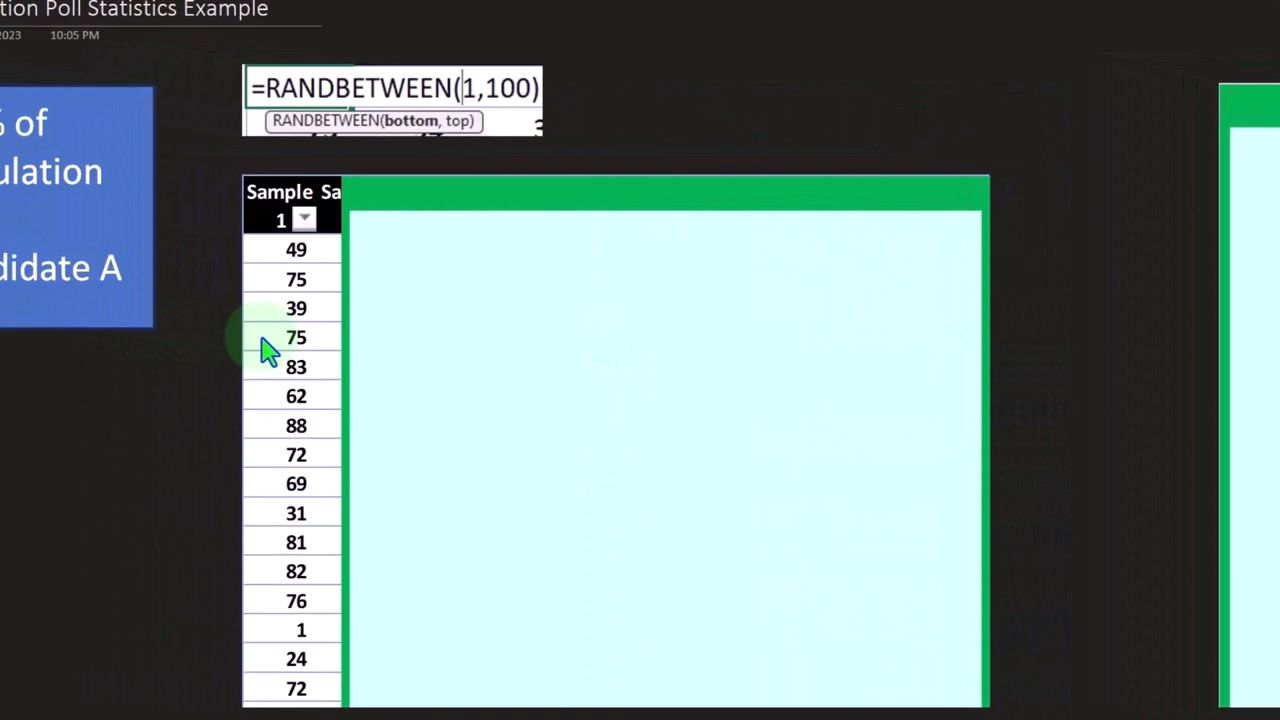 tion Poll Statistics Example
2023 10:05 PM
% of
ulation
didate A
=RANDBETWEEN(1,100)
RANDBETWEEN(bottom, top)
Sample Sa
1
49
75
39
75
83
62
88
72
69
31
81
82
76
1
24
72